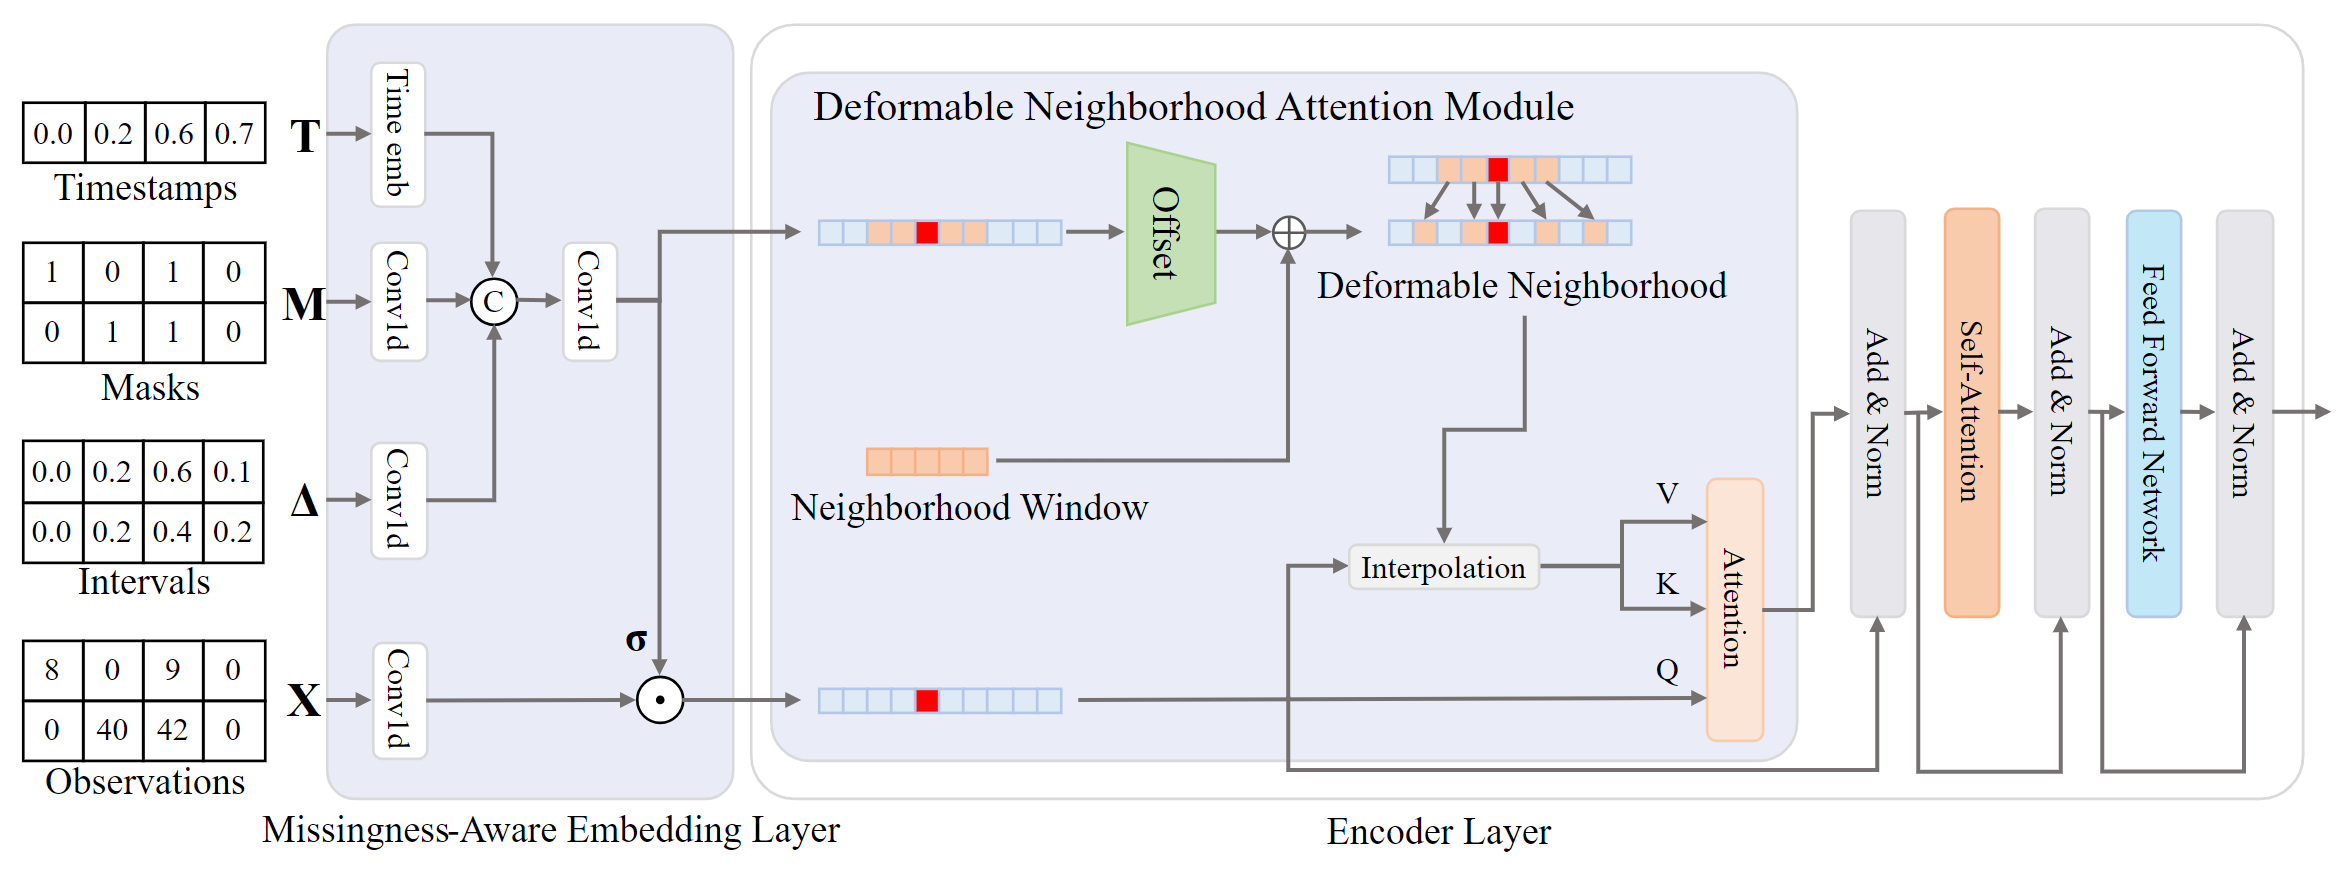 0.0 0.2 0.6 0.7
Timestamps
T
Time emb
1 0 1 0
0 1 1 0
Masks
M
Conv1d
C
Conv1d
0.0 0.2 0.6 0.1
0.0 0.2 0.4 0.2
Intervals
Δ
Conv1d
8 0 9 0
0 40 42 0
Observations
X
Conv1d
σ
Missingness-Aware Embedding Layer
Deformable Neighborhood Attention Module
Offset
Deformable Neighborhood
Neighborhood Window
Interpolation
V
K
Q
Attention
Add & Norm
Self-Attention
Add & Norm
Feed Forward Network
Add & Norm
Encoder Layer